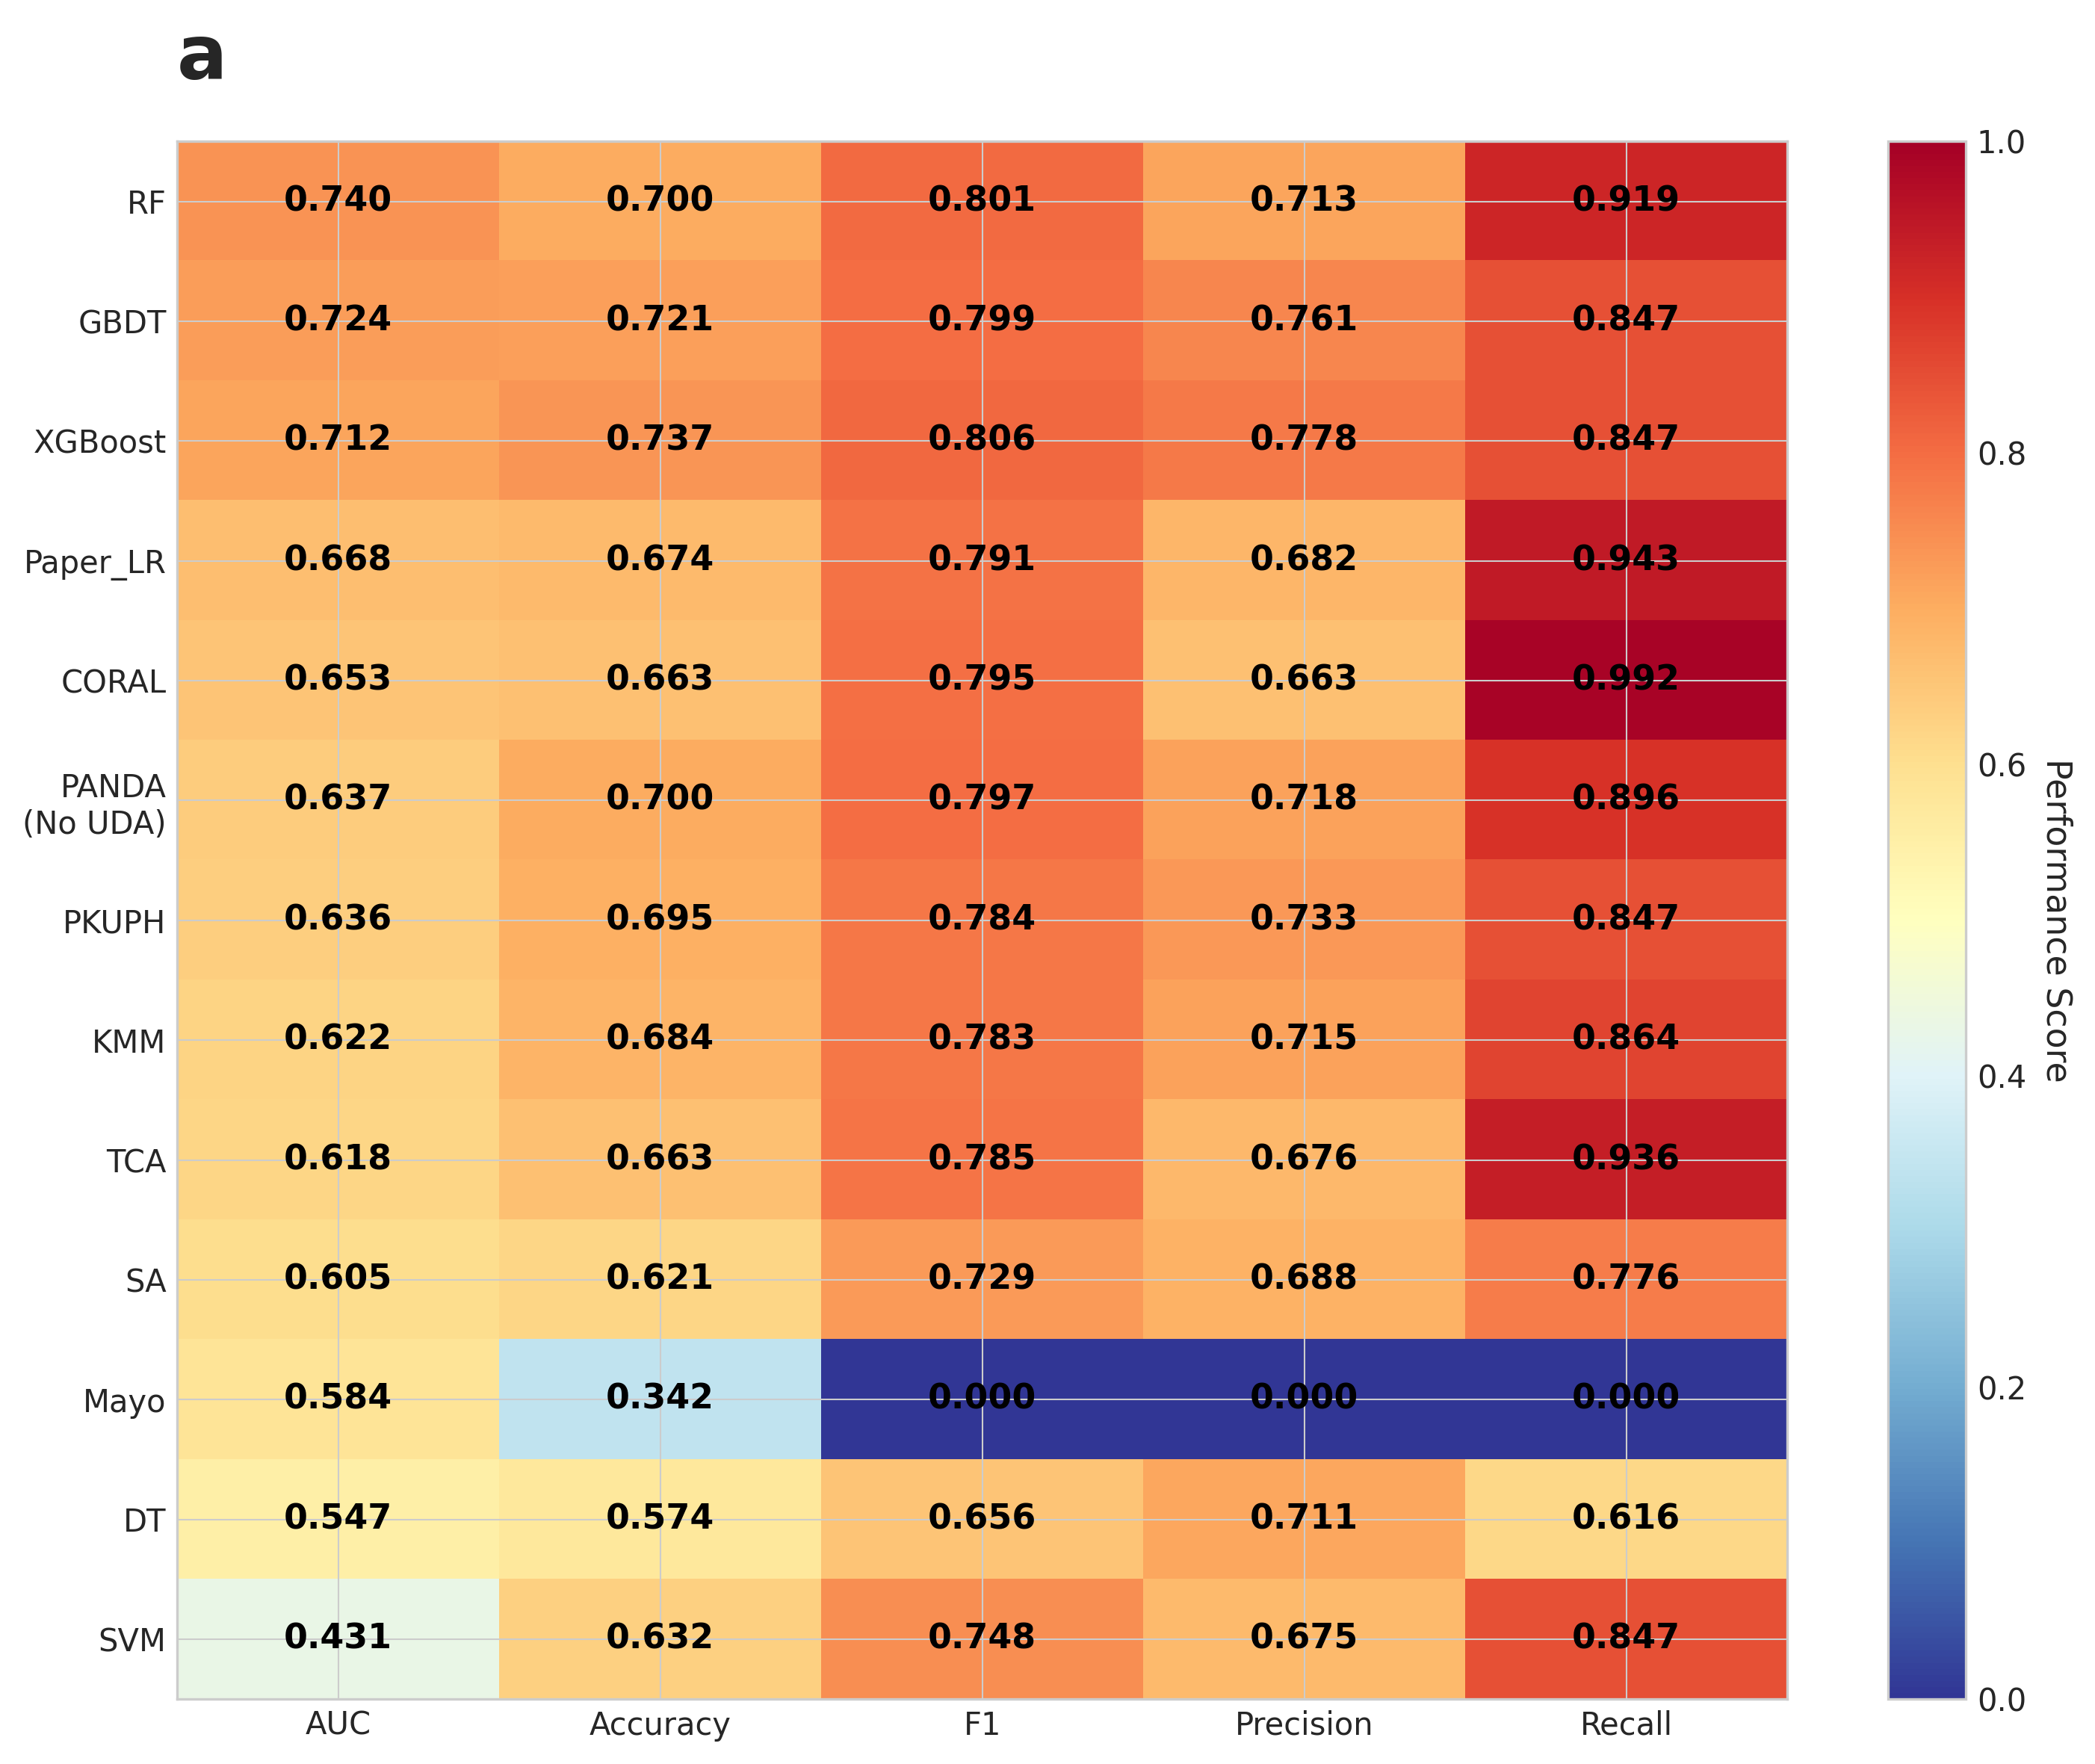 a
RF 0.740 0.700 0.801 0.713 0.919
GBDT 0.724 0.721 0.799 0.761 0.847
XGBoost 0.712 0.737 0.806 0.778 0.847
Paper_LR 0.668 0.674 0.791 0.682 0.943
CORAL 0.653 0.663 0.795 0.663 0.992
PANDA
(No UDA) 0.637 0.700 0.797 0.718 0.896
PKUPH 0.636 0.695 0.784 0.733 0.847
KMM 0.622 0.684 0.783 0.715 0.864
TCA 0.618 0.663 0.785 0.676 0.936
SA 0.605 0.621 0.729 0.688 0.776
Mayo 0.584 0.342 0.000 0.000 0.000
DT 0.547 0.574 0.656 0.711 0.616
SVM 0.431 0.632 0.748 0.675 0.847
AUC Accuracy F1 Precision Recall
1.0
0.8
0.6
0.4
0.2
0.0
Performance Score